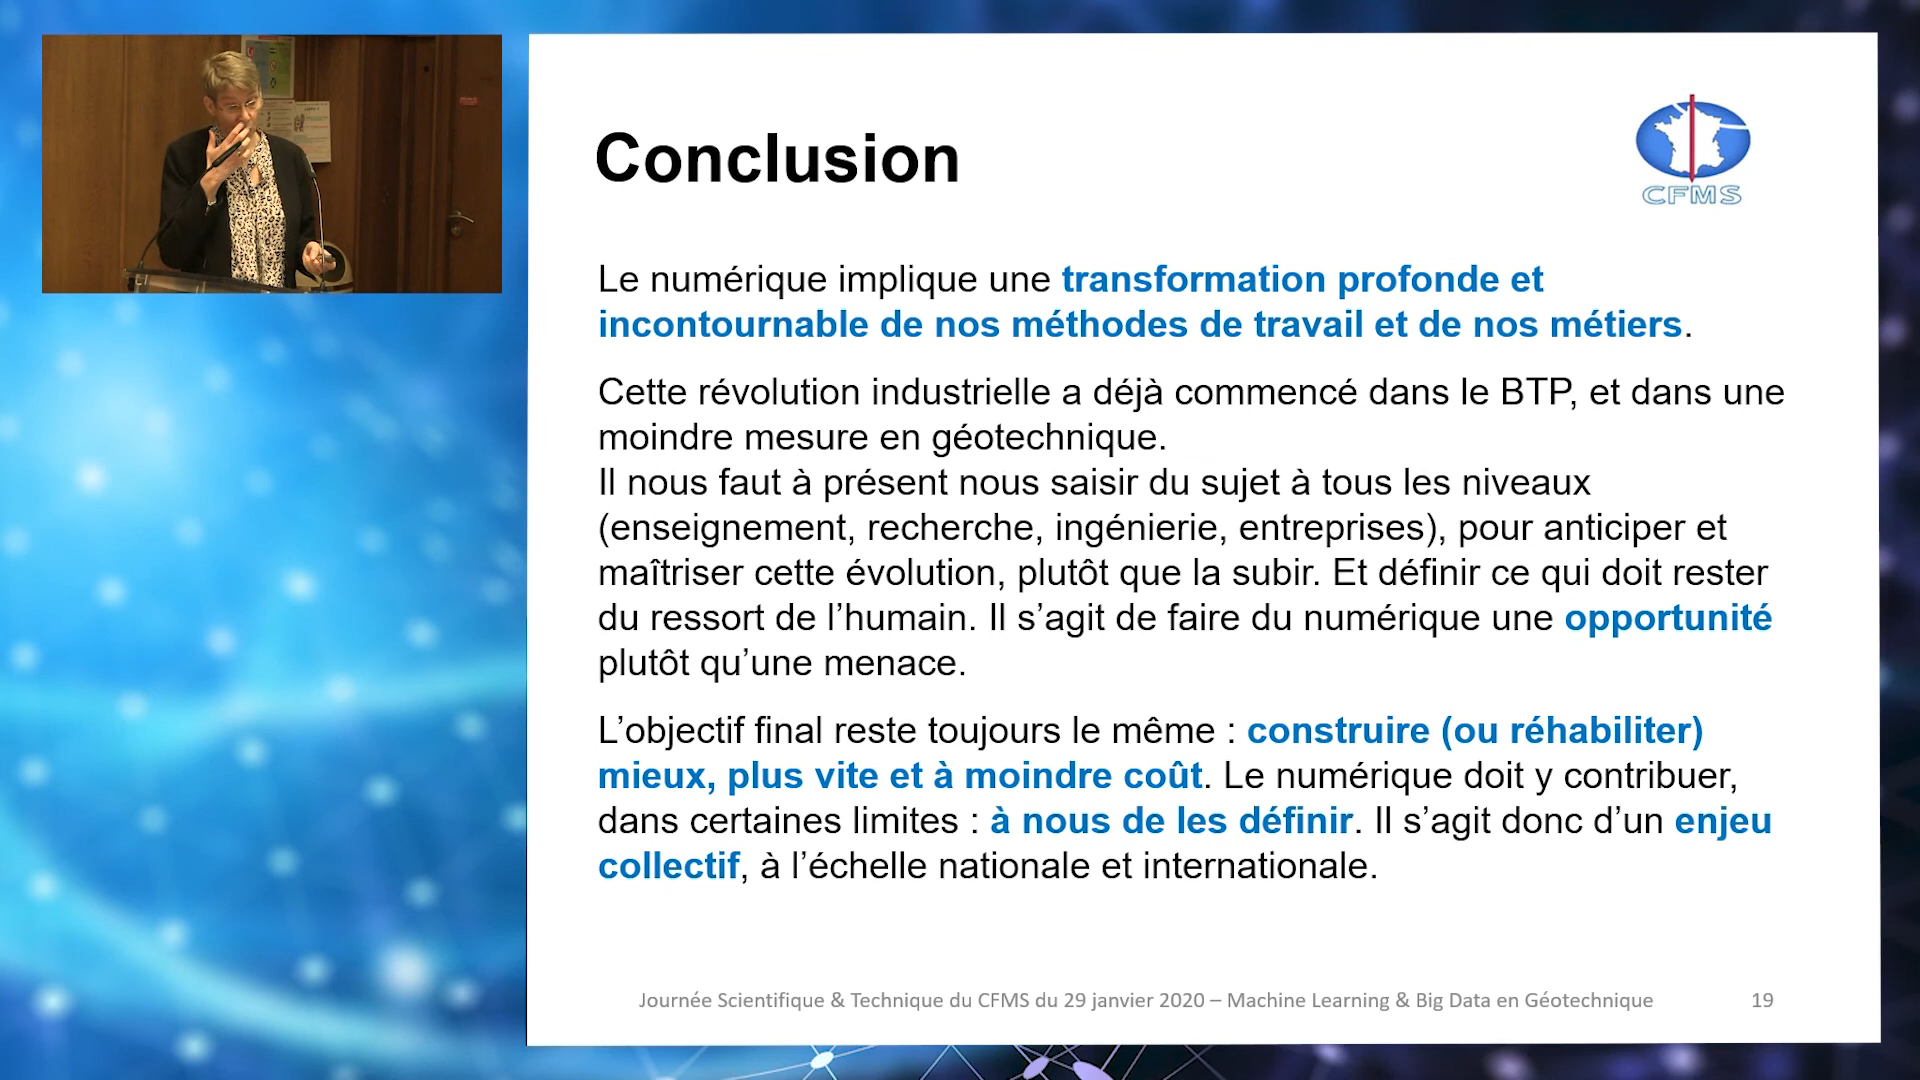 Conclusion
CFMS
Le numérique implique une transformation profonde et
incontournable de nos méthodes de travail et de nos métiers.
Cette révolution industrielle a déjà commencé dans le BTP, et dans une
moindre mesure en géotechnique.
Il nous faut à présent nous saisir du sujet à tous les niveaux
(enseignement, recherche, ingénierie, entreprises), pour anticiper et
maîtriser cette évolution, plutôt que la subir. Et définir ce qui doit rester
du ressort de l’humain. Il s’agit de faire du numérique une opportunité
plutôt qu’une menace.
L’objectif final reste toujours le même : construire (ou réhabiliter)
mieux, plus vite et à moindre coût. Le numérique doit y contribuer,
dans certaines limites : à nous de les définir. Il s’agit donc d’un enjeu
collectif, à l’échelle nationale et internationale.
Journée Scientifique & Technique du CFMS du 29 janvier 2020 – Machine Learning & Big Data en Géotechnique 19